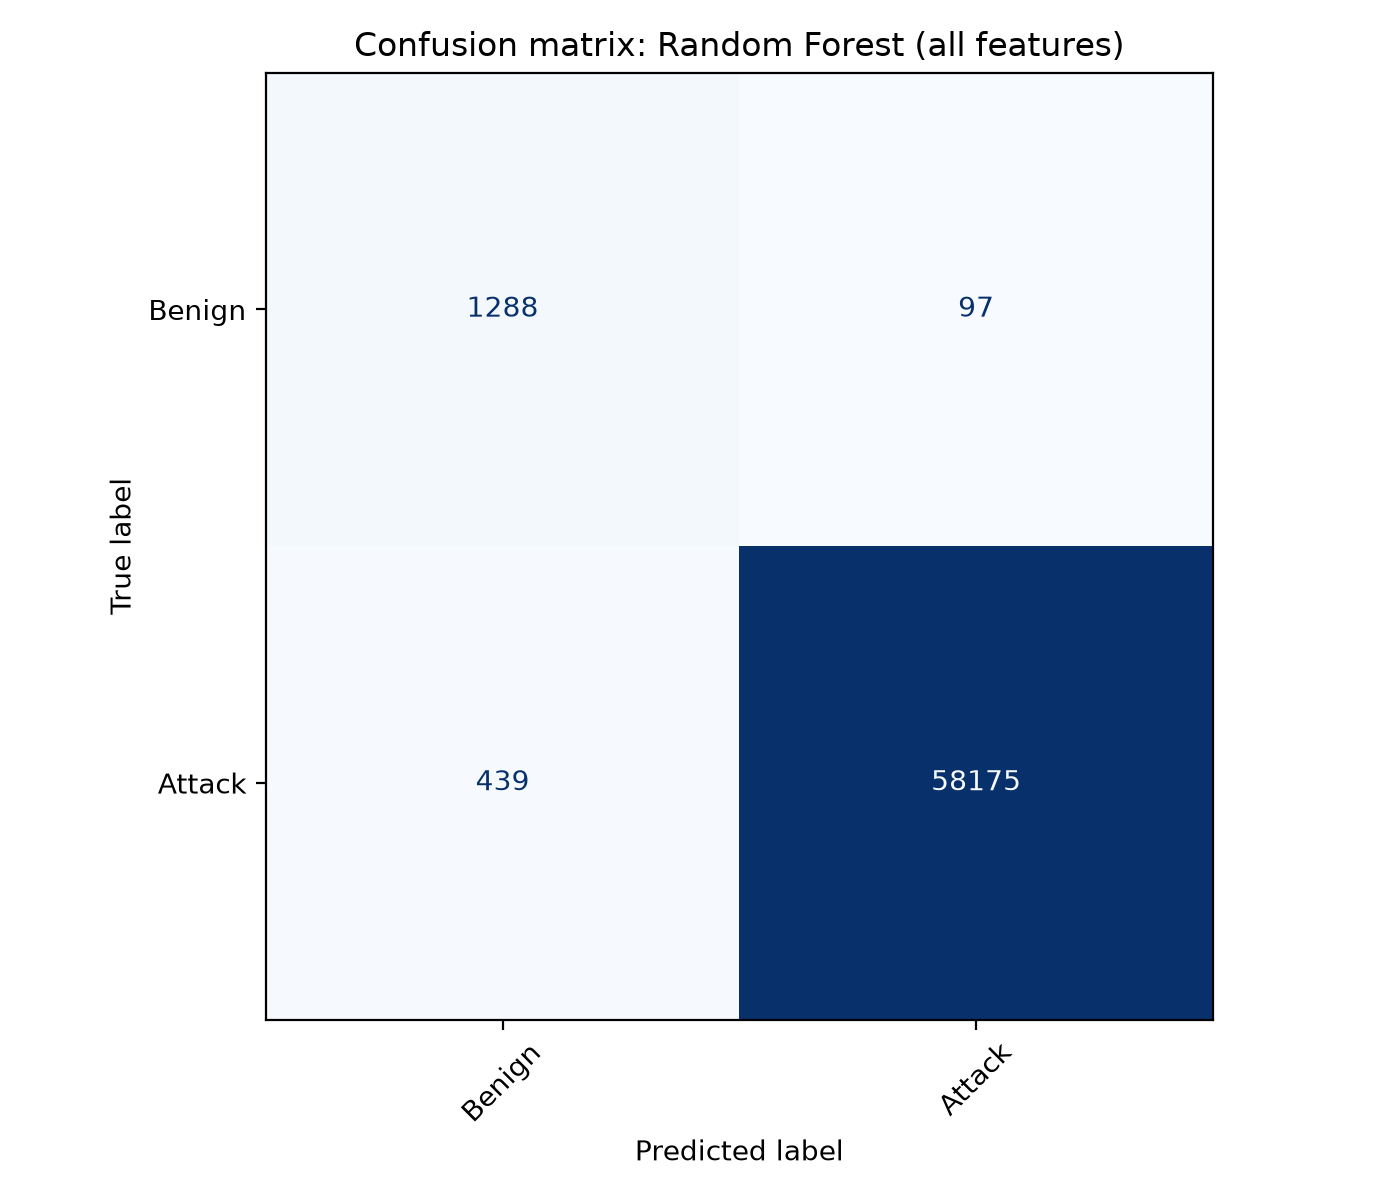 Confusion matrix: Random Forest (all features)
True label
Benign
1288
97
Attack
439
58175
Benign
Attack
Predicted label